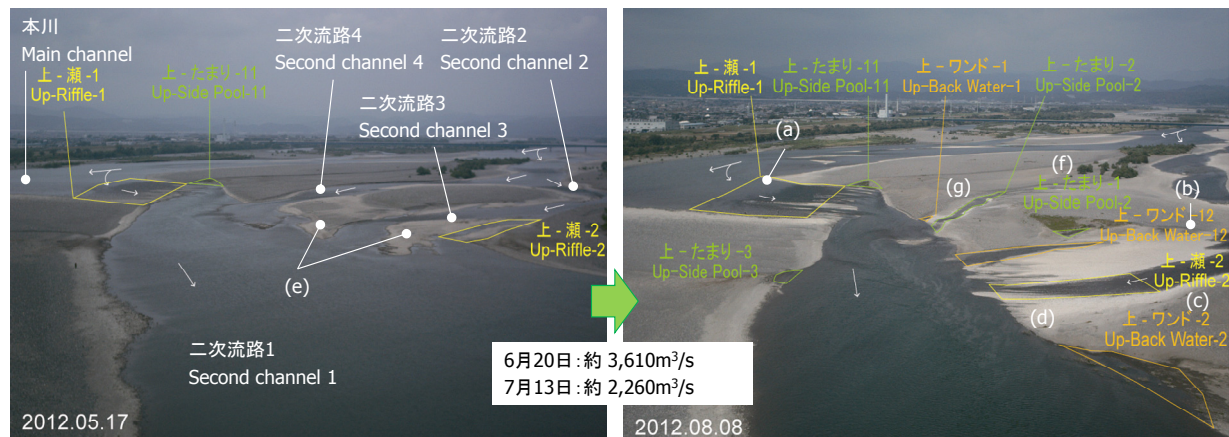 本川
Main channel
上 - 瀬 -1
Up-Riffle-1
上 - たまり -11
Up-Side Pool-11
二次流路4
Second channel 4
二次流路2
Second channel 2
二次流路3
Second channel 3
上 - 瀬 -2
Up-Riffle-2
(e)
二次流路1
Second channel 1
2012.05.17
6月20日：約 3,610m³/s
7月13日：約 2,260m³/s
上 - 瀬 -1
Up-Riffle-1
上 - たまり -11
Up-Side Pool-11
上 - ワンド -1
Up-Back Water-1
上 - たまり -2
Up-Side Pool-2
(a)
(f)
(g)
上 - たまり -1
Up-Side Pool-2
(b)
上 - ワンド -12
Up-Back Water-12
上 - たまり -3
Up-Side Pool-3
上 - 瀬 -2
Up-Riffle-2
(c)
(d)
上 - ワンド -2
Up-Back Water-2
2012.08.08